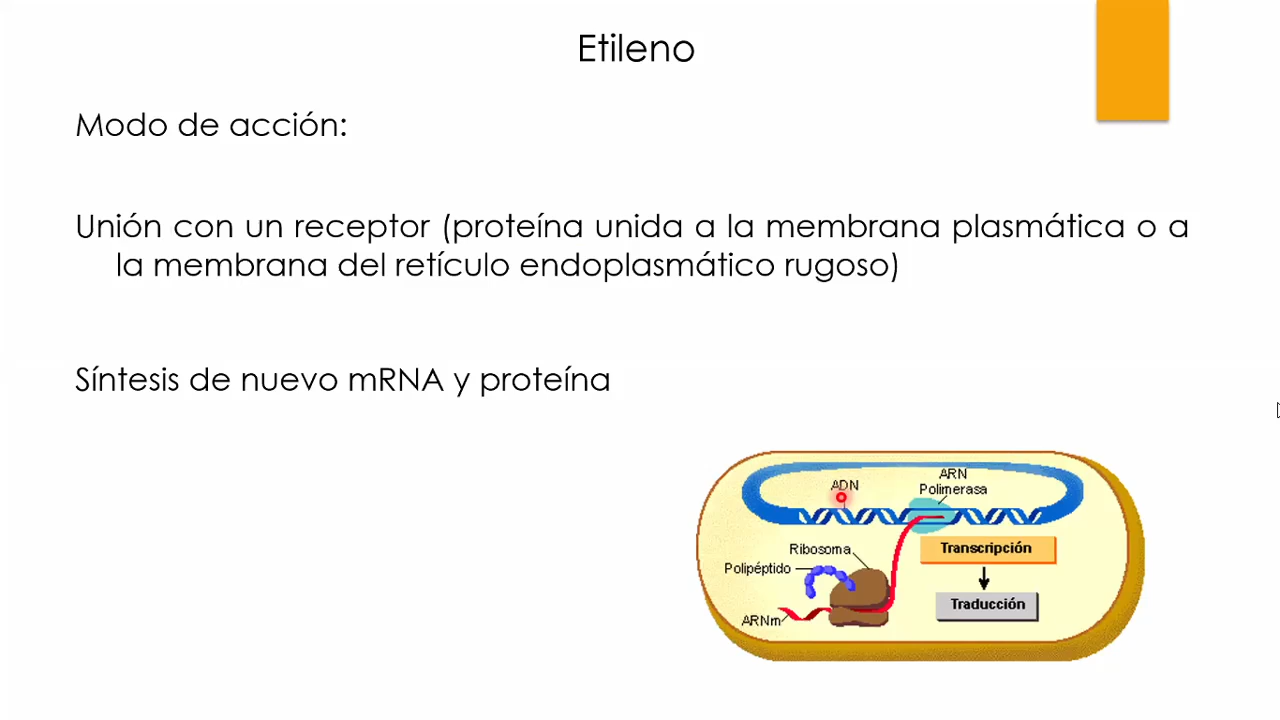 Etileno
Modo de acción:
Unión con un receptor (proteína unida a la membrana plasmática o a
la membrana del retículo endoplasmático rugoso)
Síntesis de nuevo mRNA y proteína
ADN
ARN
Polimerasa
Ribosoma
Transcripción
Polipéptido
Traducción
ARNm